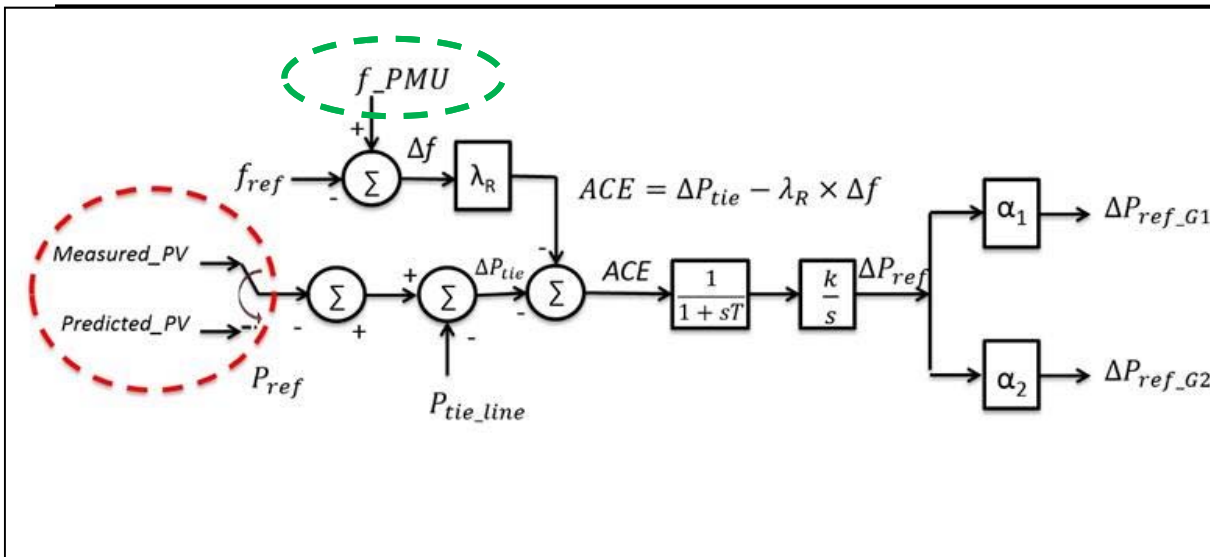 f_PMU
+
Δf
f_ref
Σ
-
λ_R
ACE = ΔP_tie − λ_R × Δf
α_1
ΔP_ref_G1
Measured_PV
-
+
ΔP_tie
ACE
1
1 + sT
k
s
ΔP_ref
Σ
Σ
Σ
Predicted_PV
-
+
-
-
P_ref
P_tie_line
α_2
ΔP_ref_G2